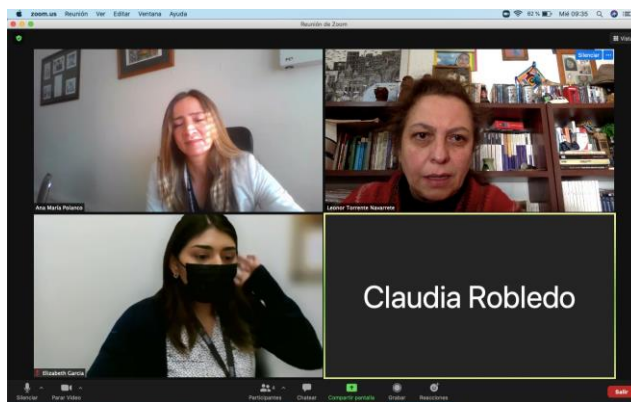 zoom.us Reunión Ver Editar Ventana Ayuda
82 % Mié 09:35
Reunión de Zoom
Vista
Silenciar
Ana María Polanco
Leonor Torrente Navarrete
Elizabeth García
Claudia Robledo
Silenciar Parar Video Participantes Chatear Compartir pantalla Grabar Reacciones Salir